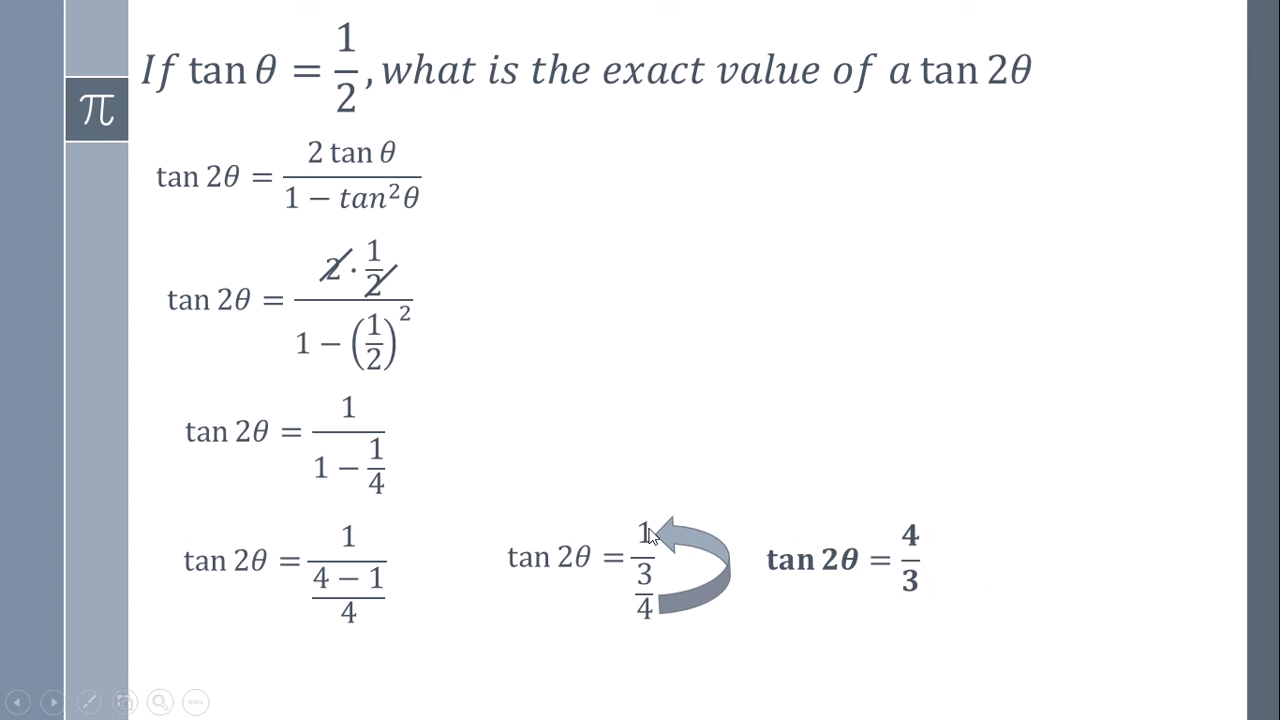 If tan θ = 1/2, what is the exact value of a tan 2θ
π
tan 2θ = (2 tan θ)/(1 − tan²θ)
tan 2θ = (2 · 1/2)/(1 − (1/2)²)
tan 2θ = 1/(1 − 1/4)
tan 2θ = 1/((4 − 1)/4)
tan 2θ = 1/(3/4)
tan 2θ = 4/3